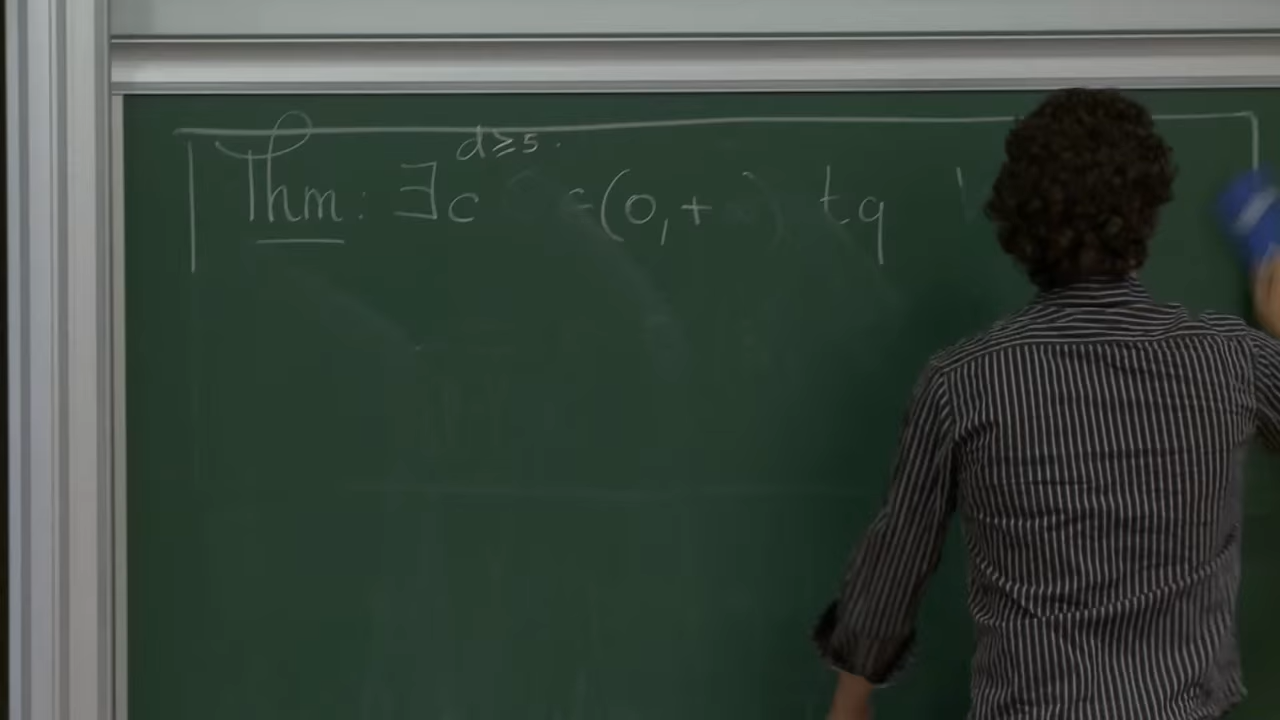 d ≥ 5.
Thm : ∃ c ∈ (0, + ) tq